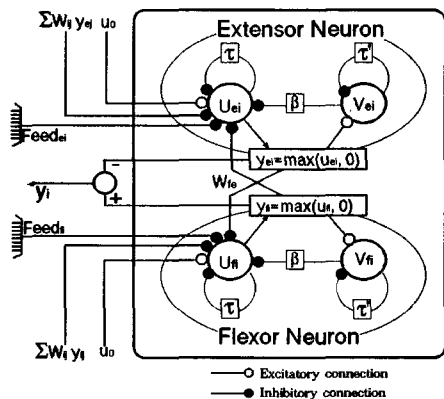 ΣWij yej u0
Extensor Neuron
τ
τ'
Uei
β
Vei
Feedei
yei=max(uei, 0)
Wfe
yi
yfi=max(ufi, 0)
Feedfi
Ufi
β
Vfi
τ
τ'
Flexor Neuron
ΣWij yfj u0
Excitatory connection
Inhibitory connection
- +